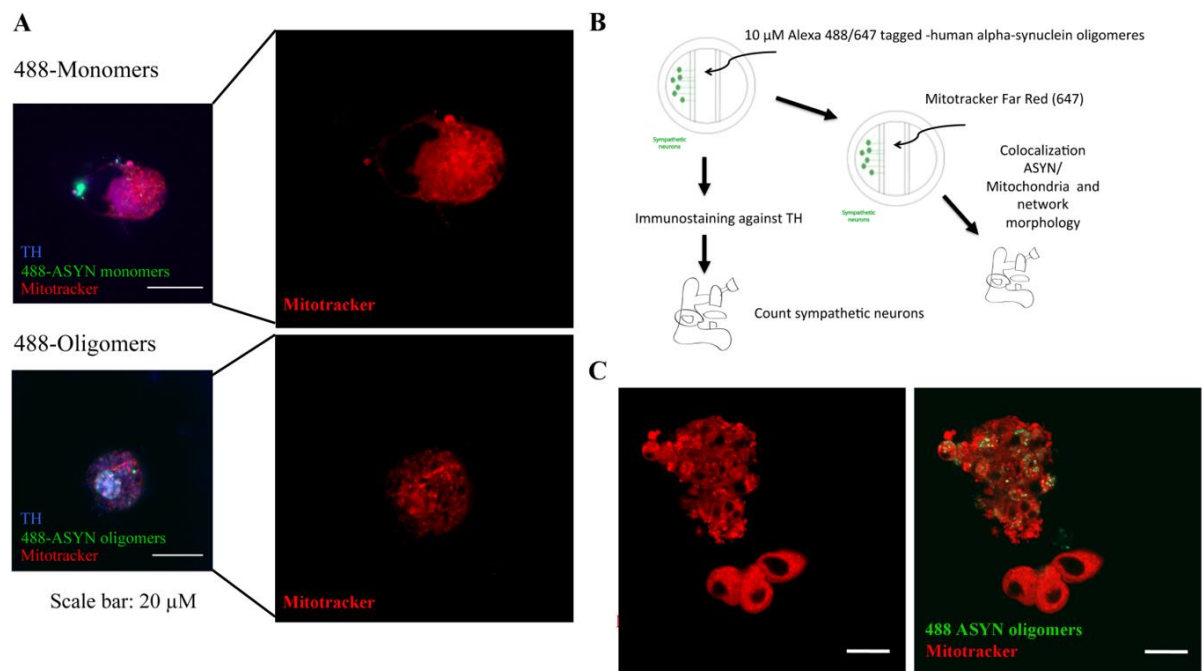 A
488-Monomers
TH
488-ASYN monomers
Mitotracker
Mitotracker
488-Oligomers
TH
488-ASYN oligomers
Mitotracker
Scale bar: 20 µM
Mitotracker
B
10 µM Alexa 488/647 tagged -human alpha-synuclein oligomeres
Sympathetic
neurons
Mitotracker Far Red (647)
Sympathetic
neurons
Colocalization
ASYN/
Mitochondria and
network
morphology
Immunostaining against TH
Count sympathetic neurons
C
488 ASYN oligomers
Mitotracker